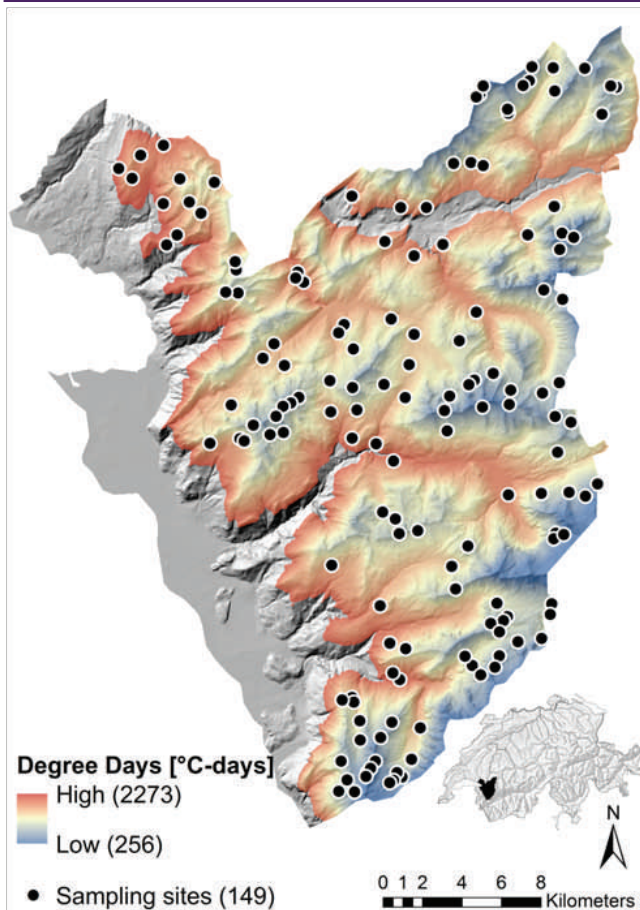 Degree Days [°C-days]
High (2273)
Low (256)
Sampling sites (149)
N
0 1 2 4 6 8
Kilometers